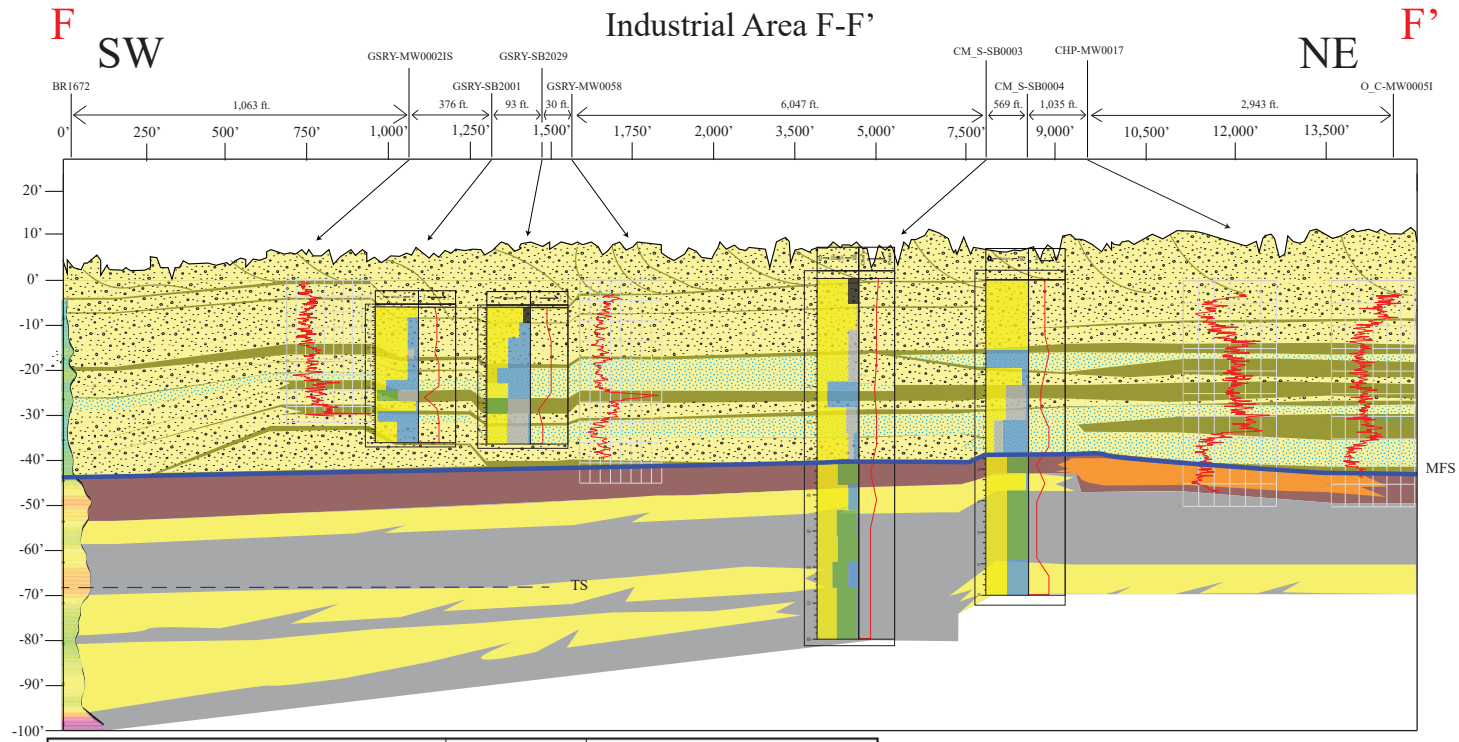 F Industrial Area F-F’ F’
SW NE
GSRY-MW0002IS GSRY-SB2029 CM_S-SB0003 CHP-MW0017
BR1672 GSRY-SB2001 GSRY-MW0058 CM_S-SB0004 O_C-MW0005I
1,063 ft. 376 ft. 93 ft. 30 ft. 6,047 ft. 569 ft. 1,035 ft. 2,943 ft.
0’ 250’ 500’ 750’ 1,000’ 1,250’ 1,500’ 1,750’ 2,000’ 3,500’ 5,000’ 7,500’ 9,000’ 10,500’ 12,000’ 13,500’
20’
10’
0’
-10’
-20’
-30’
-40’
MFS
-50’
-60’
TS
-70’
-80’
-90’
-100’